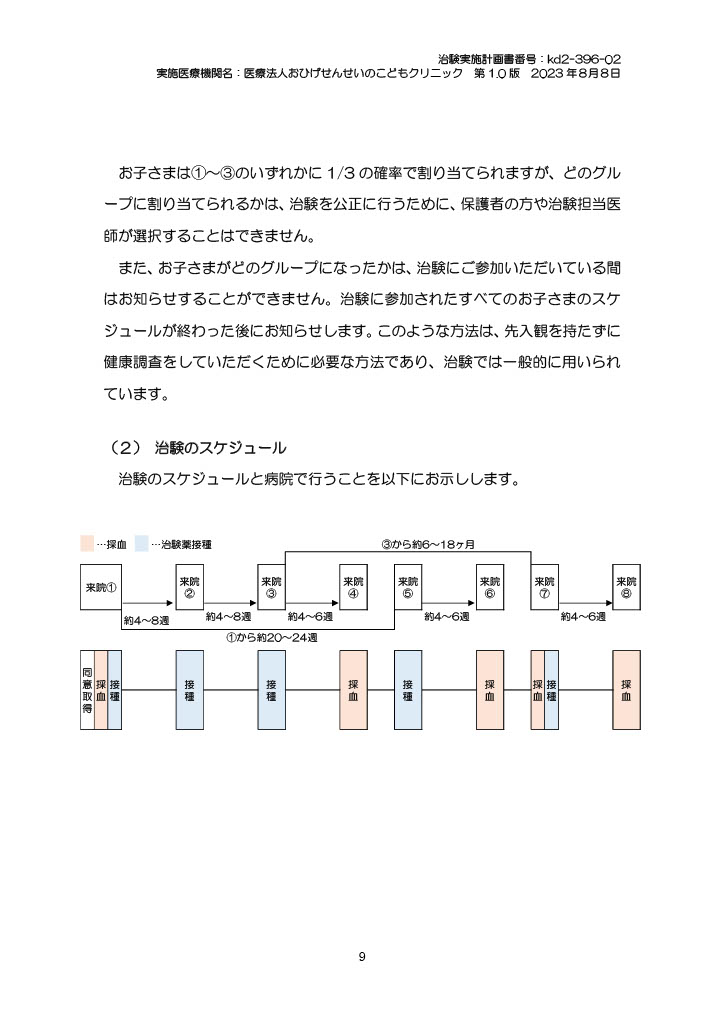 治験実施計画書番号：kd2-396-02
実施医療機関名：医療法人おひげせんせいのこどもクリニック　第 1.0 版　2023 年８月８日
お子さまは①～③のいずれかに 1/3 の確率で割り当てられますが、どのグル
ープに割り当てられるかは、治験を公正に行うために、保護者の方や治験担当医
師が選択することはできません。
また、お子さまがどのグループになったかは、治験にご参加いただいている間
はお知らせすることができません。治験に参加されたすべてのお子さまのスケ
ジュールが終わった後にお知らせします。このような方法は、先入観を持たずに
健康調査をしていただくために必要な方法であり、治験では一般的に用いられ
ています。
（２） 治験のスケジュール
治験のスケジュールと病院で行うことを以下にお示しします。
…採血 …治験薬接種
③から約6～18ヶ月
来院① 来院② 来院③ 来院④ 来院⑤ 来院⑥ 来院⑦ 来院⑧
約4～8週 約4～8週 約4～6週 約4～6週 約4～6週
①から約20～24週
同意取得 採血 接種 接種 接種 採血 接種 採血 採血 接種 採血
9